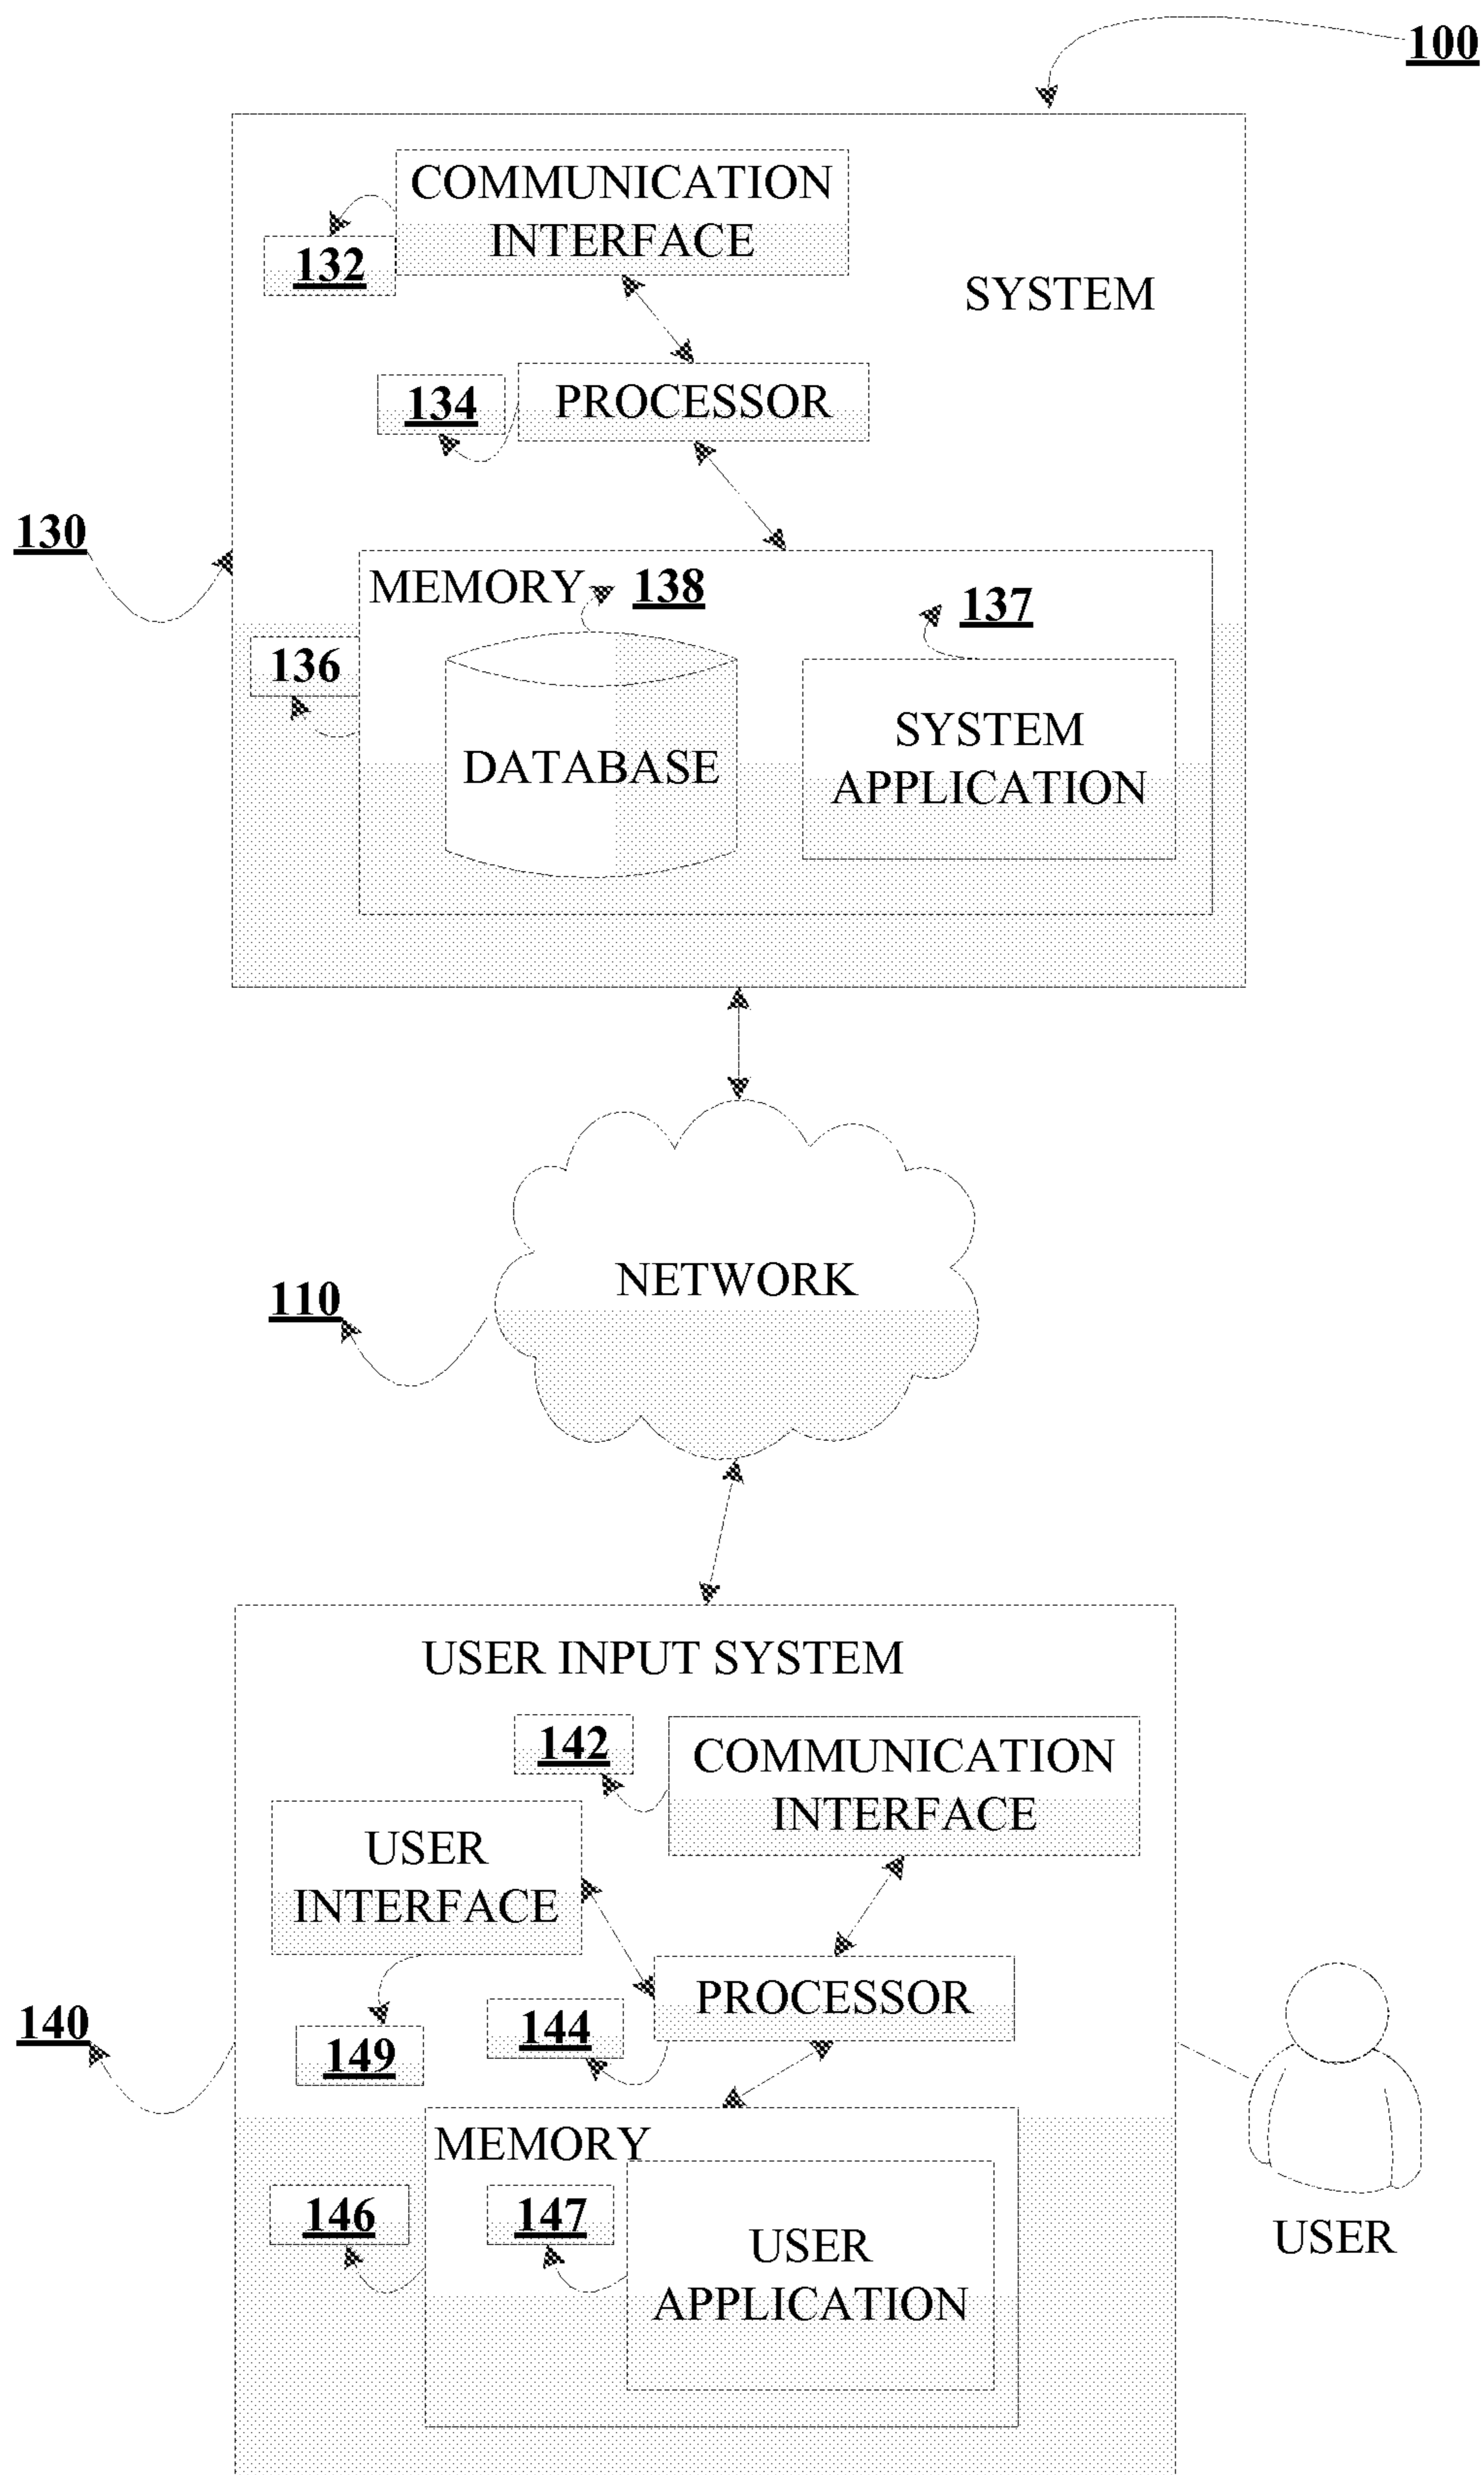 100
COMMUNICATION
INTERFACE
132
SYSTEM
134
PROCESSOR
130
MEMORY
138
137
136
DATABASE
SYSTEM
APPLICATION
NETWORK
110
USER INPUT SYSTEM
142
COMMUNICATION
INTERFACE
USER
INTERFACE
PROCESSOR
144
140
149
MEMORY
146
147
USER
APPLICATION
USER